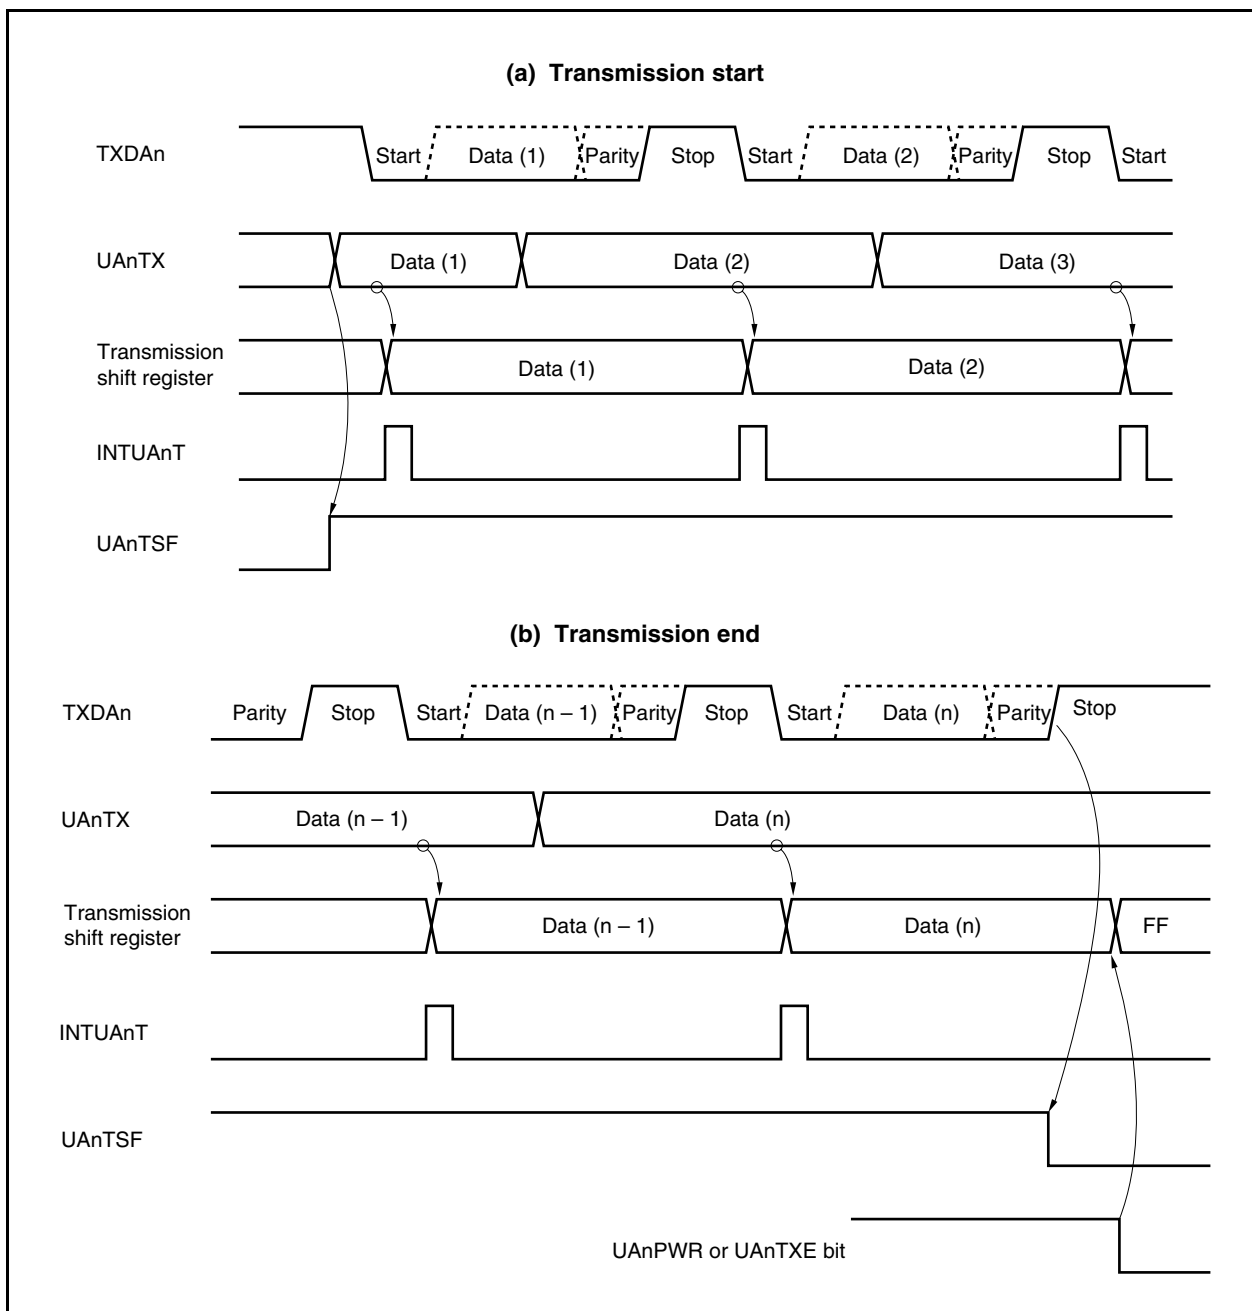 (a) Transmission start
TXDAn
Start Data (1) Parity Stop Start Data (2) Parity Stop Start
UAnTX
Data (1) Data (2) Data (3)
Transmission
shift register
Data (1) Data (2)
INTUAnT
UAnTSF
(b) Transmission end
TXDAn
Parity Stop Start Data (n – 1) Parity Stop Start Data (n) Parity Stop
UAnTX
Data (n – 1) Data (n)
Transmission
shift register
Data (n – 1) Data (n) FF
INTUAnT
UAnTSF
UAnPWR or UAnTXE bit